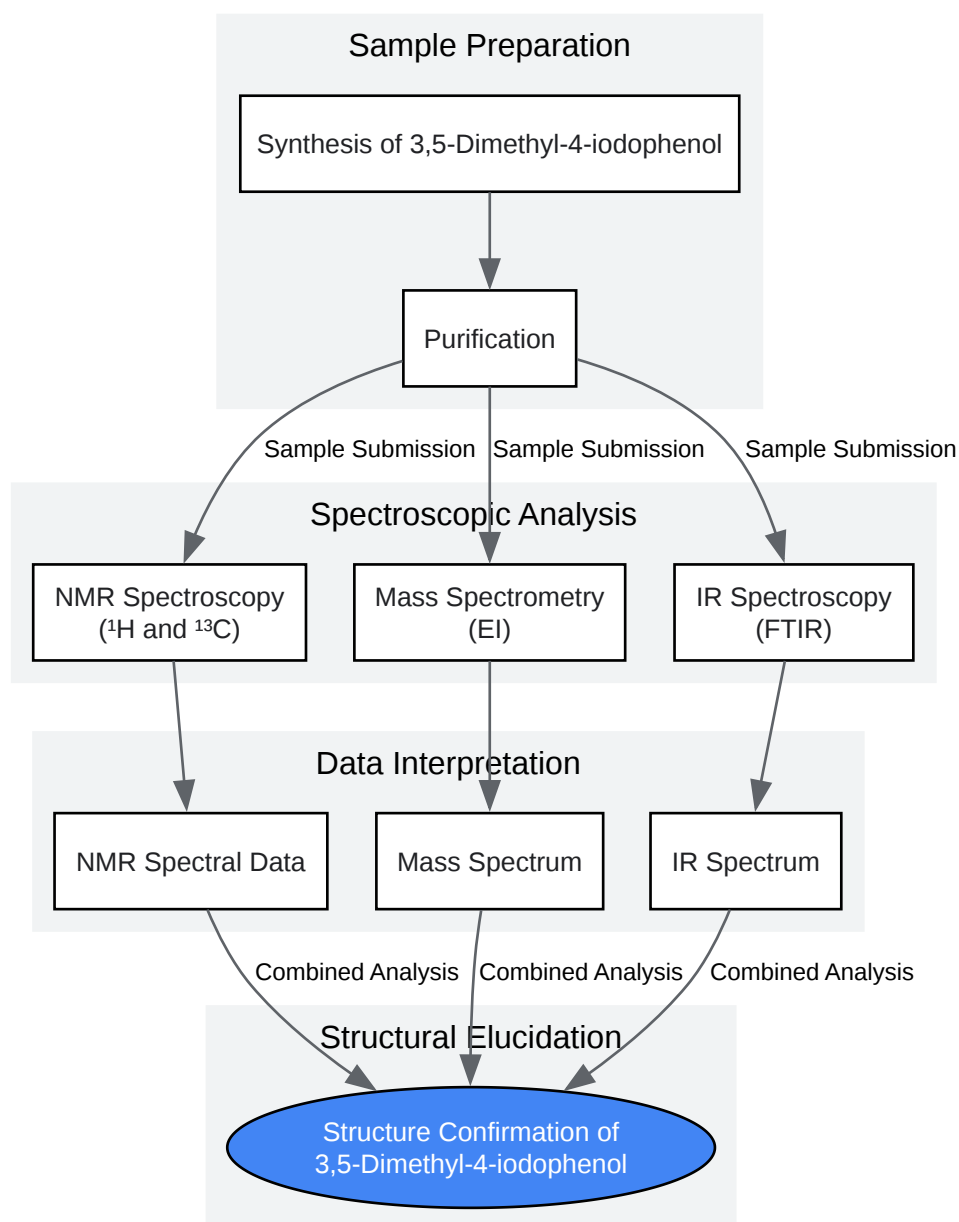 Sample Preparation
Synthesis of 3,5-Dimethyl-4-iodophenol
Purification
Sample Submission
Sample Submission
Sample Submission
Spectroscopic Analysis
NMR Spectroscopy
(¹H and ¹³C)
Mass Spectrometry
(EI)
IR Spectroscopy
(FTIR)
Data Interpretation
NMR Spectral Data
Mass Spectrum
IR Spectrum
Combined Analysis
Combined Analysis
Combined Analysis
Structural Elucidation
Structure Confirmation of
3,5-Dimethyl-4-iodophenol